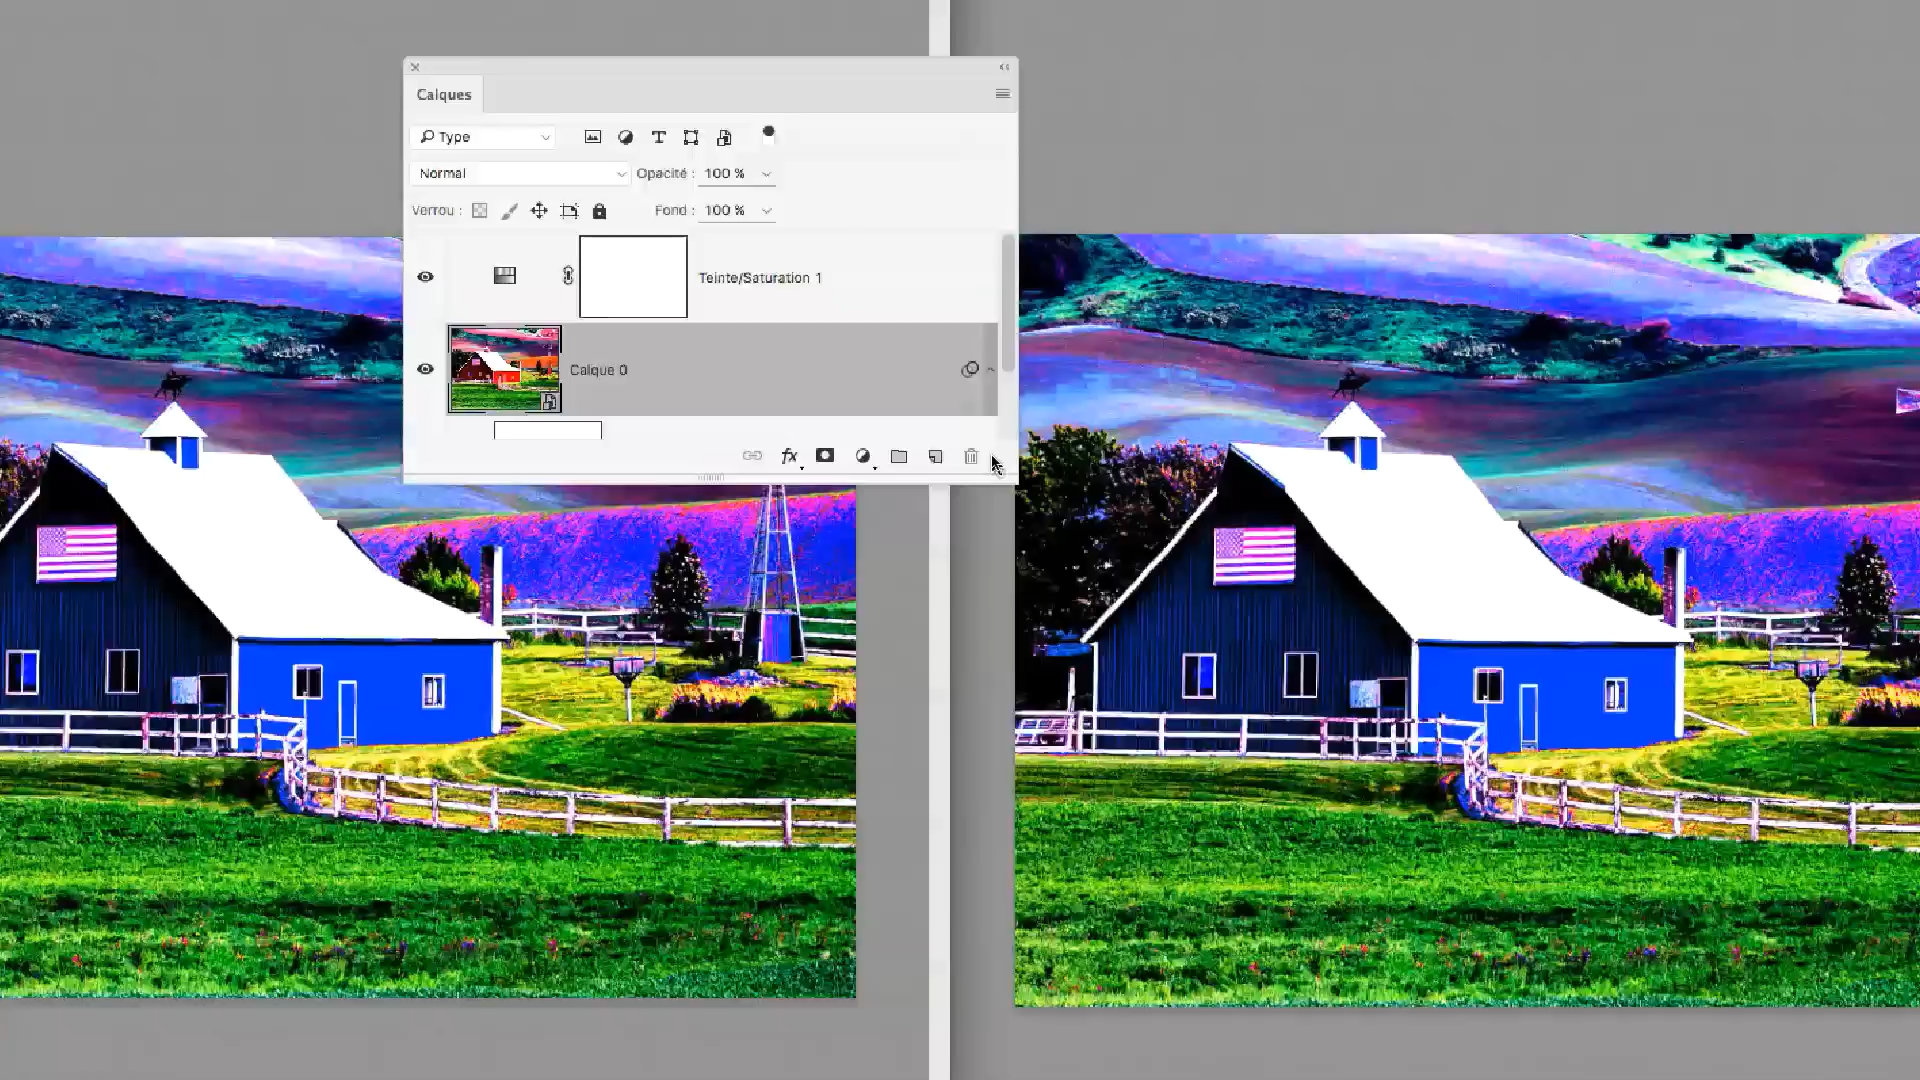 Calques
Type
Normal
Opacité : 100 %
Verrou :
Fond : 100 %
Teinte/Saturation 1
Calque 0
fx